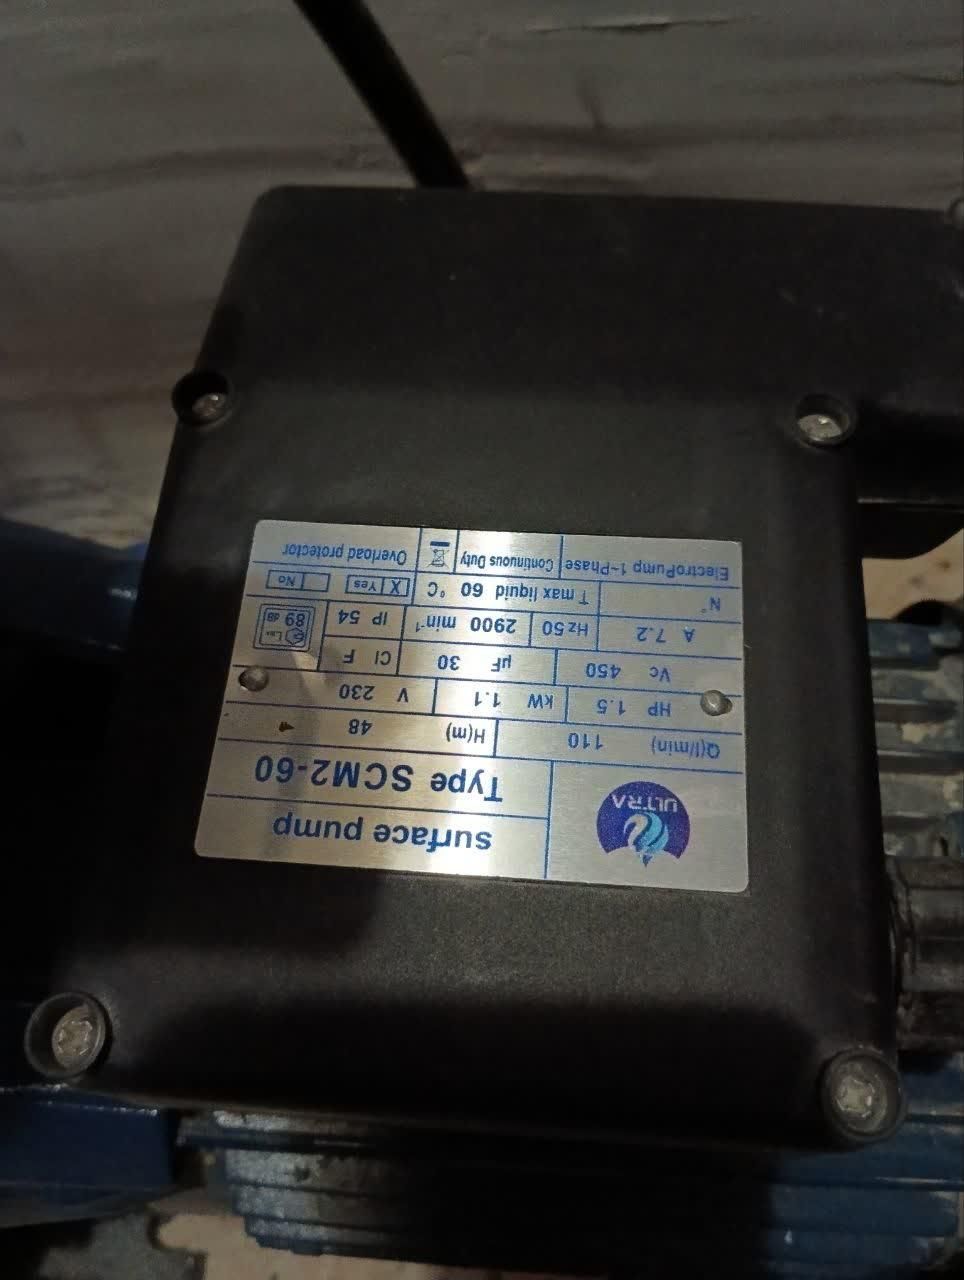 ULTRA
surface pump
Type SCM2-60
Q(l/min) 110 H(m) 48
HP 1.5 kW 1.1 V 230
Vc 450 µF 30 Cl F
A 7.2 Hz 50 2900 min⁻¹ IP 54
LWA 89 dB
N° T max liquid 60 °C X Yes No
ElectroPump 1~Phase Continuous Duty Overload protector